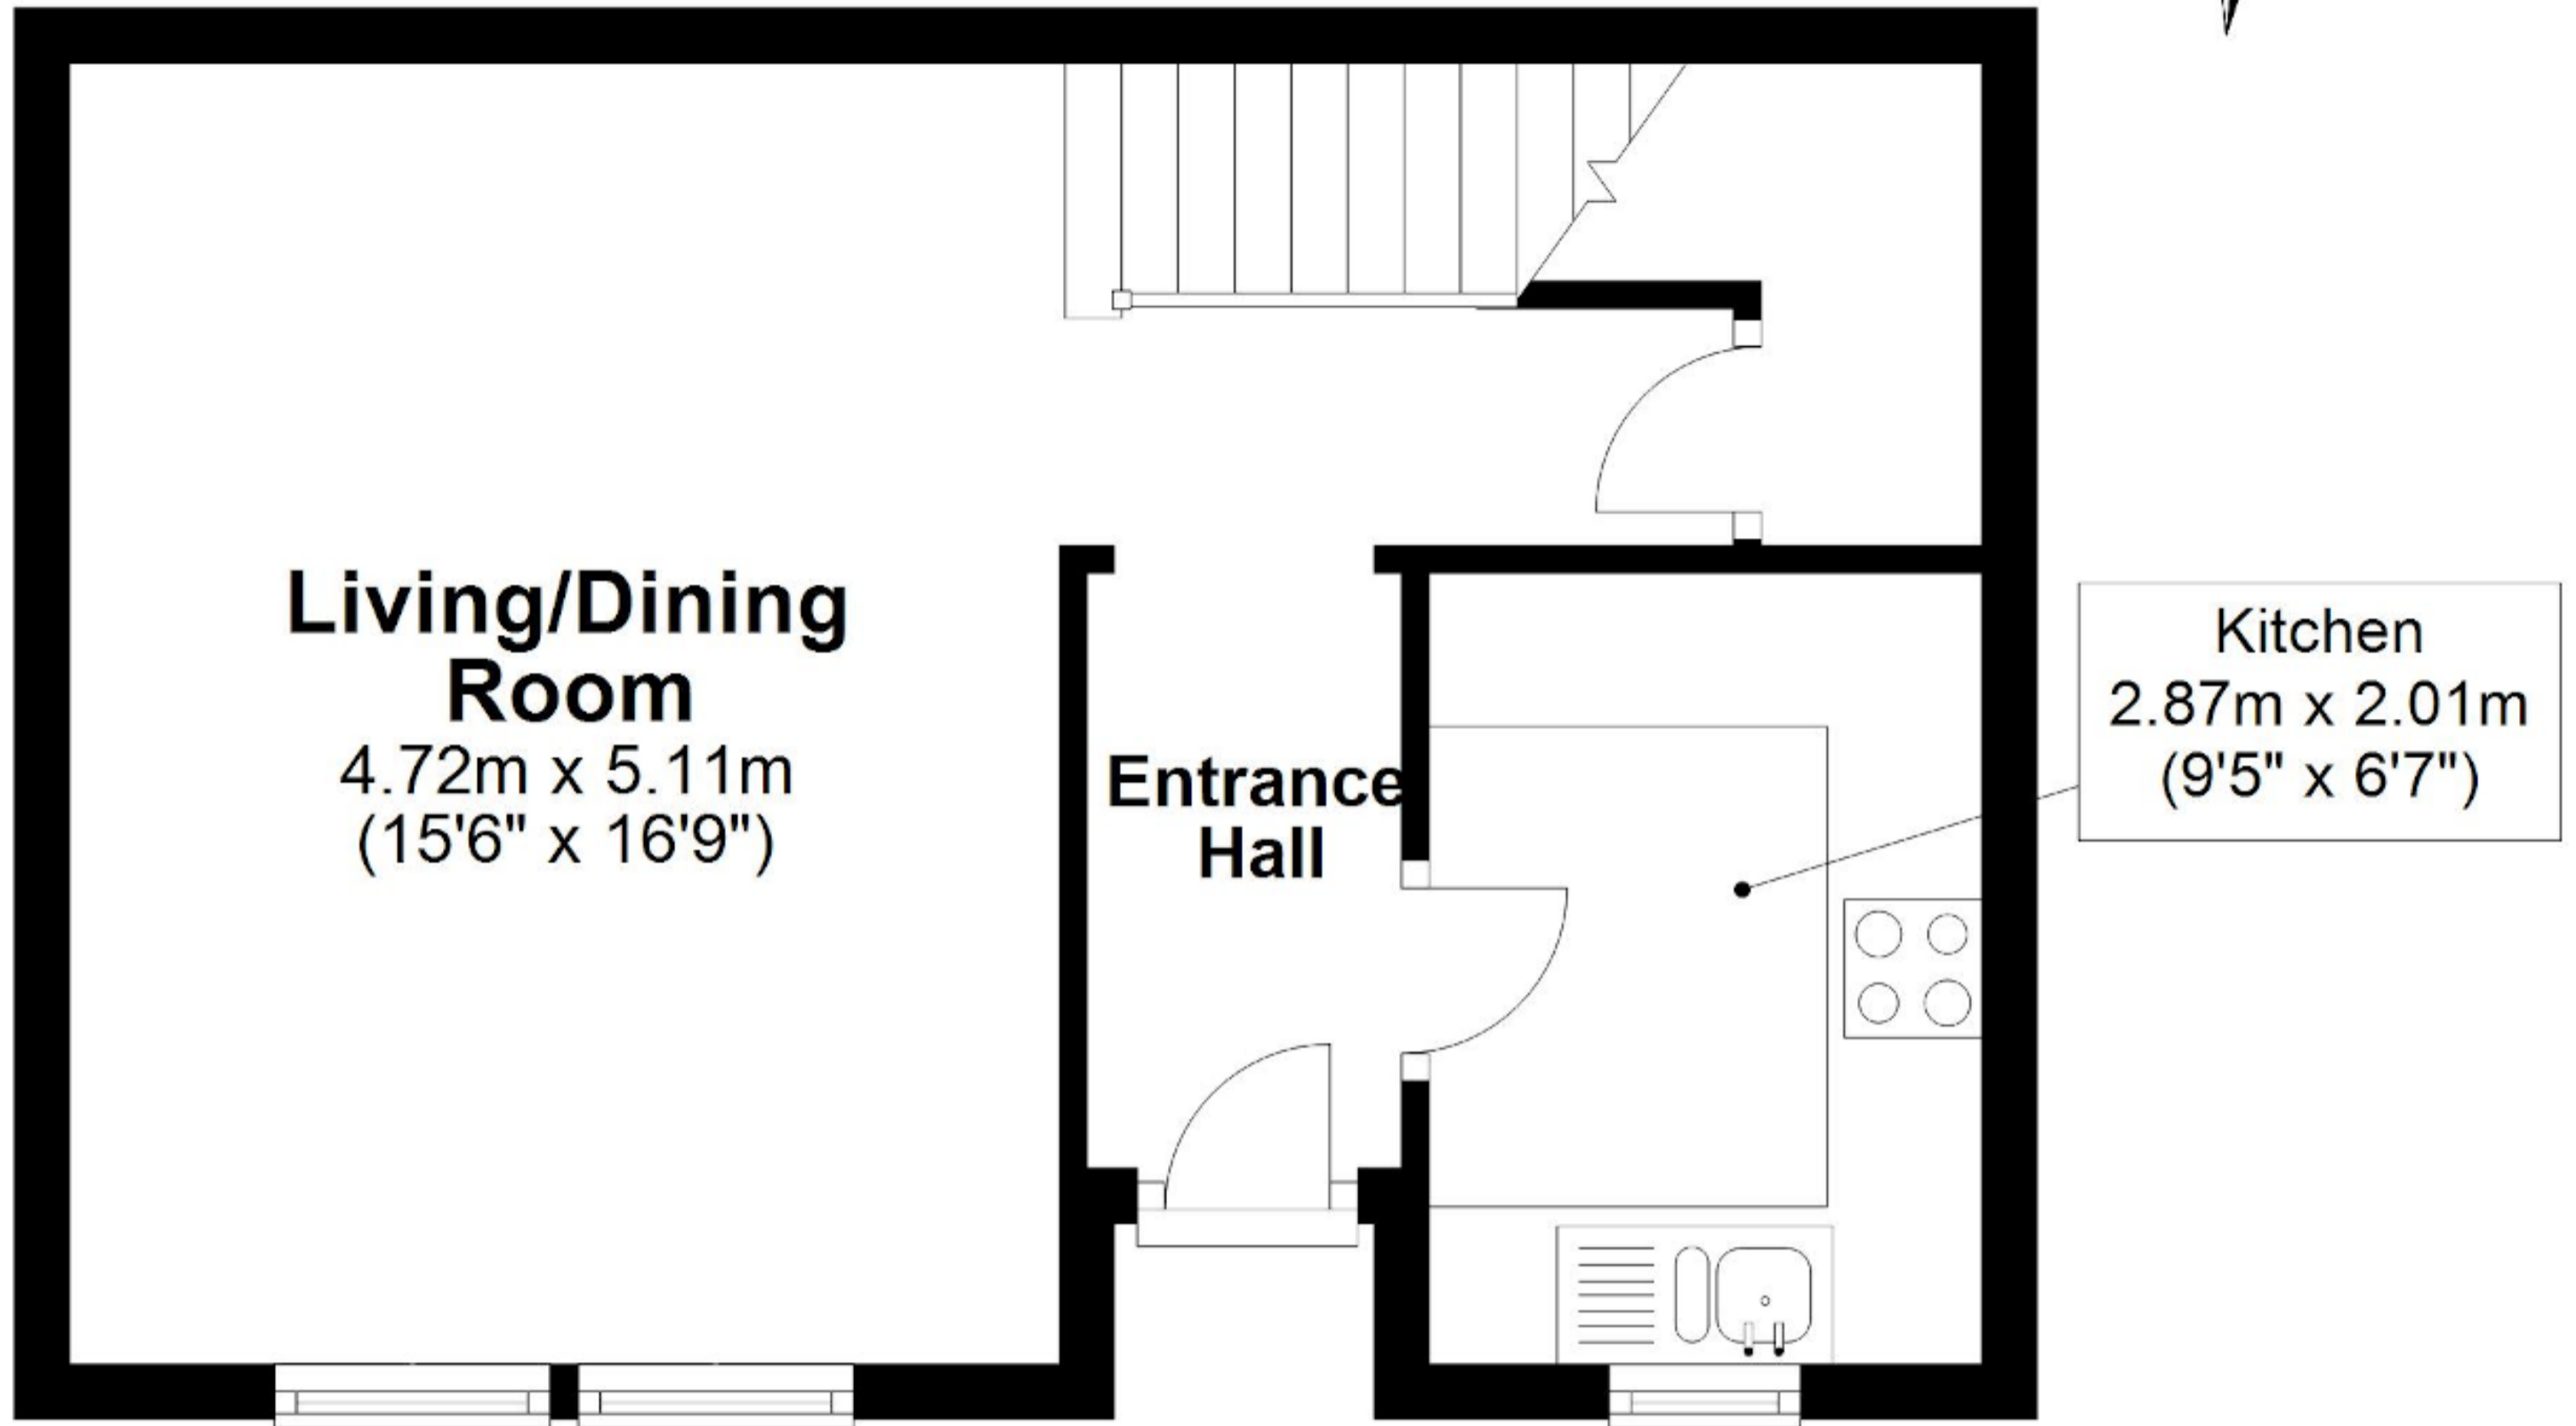 Living/Dining
Room
4.72m x 5.11m
(15'6" x 16'9")
Entrance
Hall
Kitchen
2.87m x 2.01m
(9'5" x 6'7")